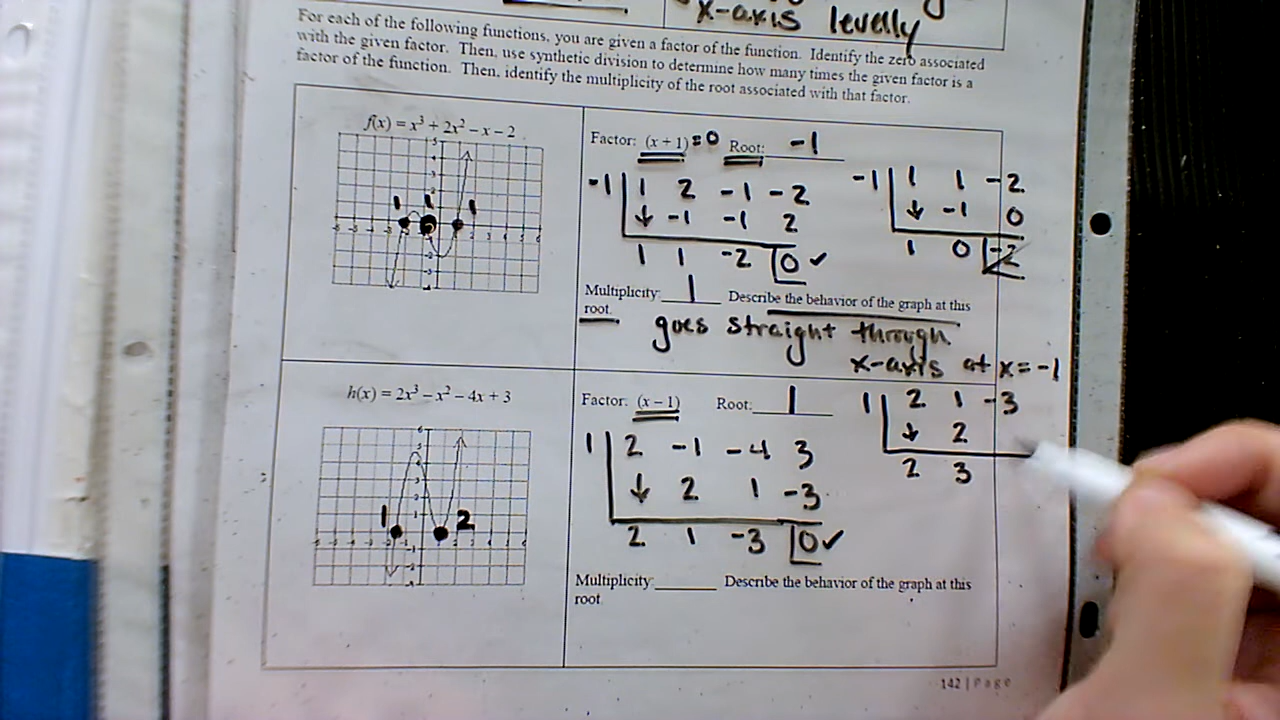 x-axis levelly
For each of the following functions, you are given a factor of the function. Identify the zero associated
with the given factor. Then, use synthetic division to determine how many times the given factor is a
factor of the function. Then, identify the multiplicity of the root associated with that factor.
f(x) = x³ + 2x² – x – 2
1 1 1
Factor: (x + 1) = 0 Root: -1
-1 1 2 -1 -2
↓ -1 -1 2
1 1 -2 0 ✓
-1 1 1 -2
↓ -1 0
1 0 -2
Multiplicity: 1 Describe the behavior of the graph at this
root.
goes straight through
x-axis at x = -1
h(x) = 2x³ – x² – 4x + 3
1 2
Factor: (x – 1) Root: 1
1 2 -1 -4 3
↓ 2 1 -3
2 1 -3 0 ✓
1 2 1 -3
↓ 2
2 3
Multiplicity: Describe the behavior of the graph at this
root.
142 | Page